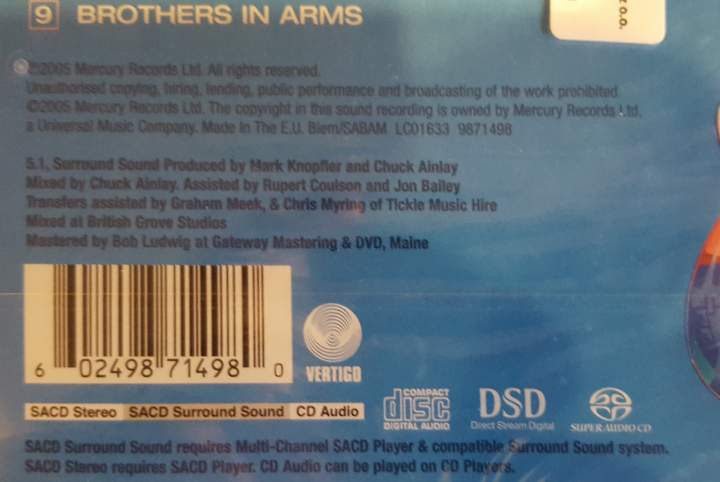 9 BROTHERS IN ARMS
z o.o.
℗2005 Mercury Records Ltd. All rights reserved.
Unauthorised copying, hiring, lending, public performance and broadcasting of the work prohibited
©2005 Mercury Records Ltd. The copyright in this sound recording is owned by Mercury Records Ltd.
a Universal Music Company. Made In The E.U. Biem/SABAM LC01633 9871498
5.1, Surround Sound Produced by Mark Knopfler and Chuck Ainlay
Mixed by Chuck Ainlay. Assisted by Rupert Coulson and Jon Bailey
Transfers assisted by Graham Meek, & Chris Myring of Tickle Music Hire
Mixed at British Grove Studios
Mastered by Bob Ludwig at Gateway Mastering & DVD, Maine
6 02498 71498 0
VERTIGO
SACD Stereo SACD Surround Sound CD Audio
COMPACT disc DIGITAL AUDIO
DSD Direct Stream Digital
SUPER AUDIO CD
SACD Surround Sound requires Multi-Channel SACD Player & compatible Surround Sound system.
SACD Stereo requires SACD Player. CD Audio can be played on CD Players.